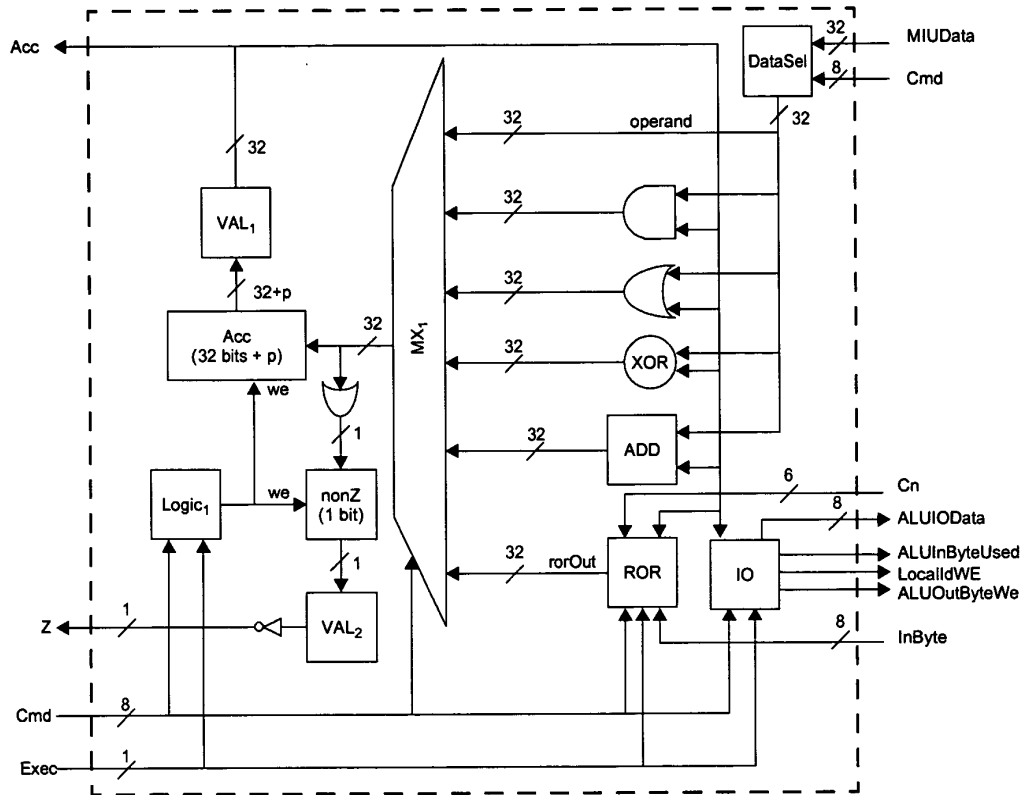 Acc
32
MIUData
DataSel
8
Cmd
32
32
operand
32
32
VAL₁
32
32+p
Acc
(32 bits + p)
32
MX₁
32
XOR
we
1
32
ADD
Logic₁
we
nonZ
(1 bit)
6
Cn
8
ALUIOData
1
32
rorOut
ROR
IO
ALUInByteUsed
LocalIdWE
ALUOutByteWe
Z
1
VAL₂
8
InByte
Cmd
8
Exec
1